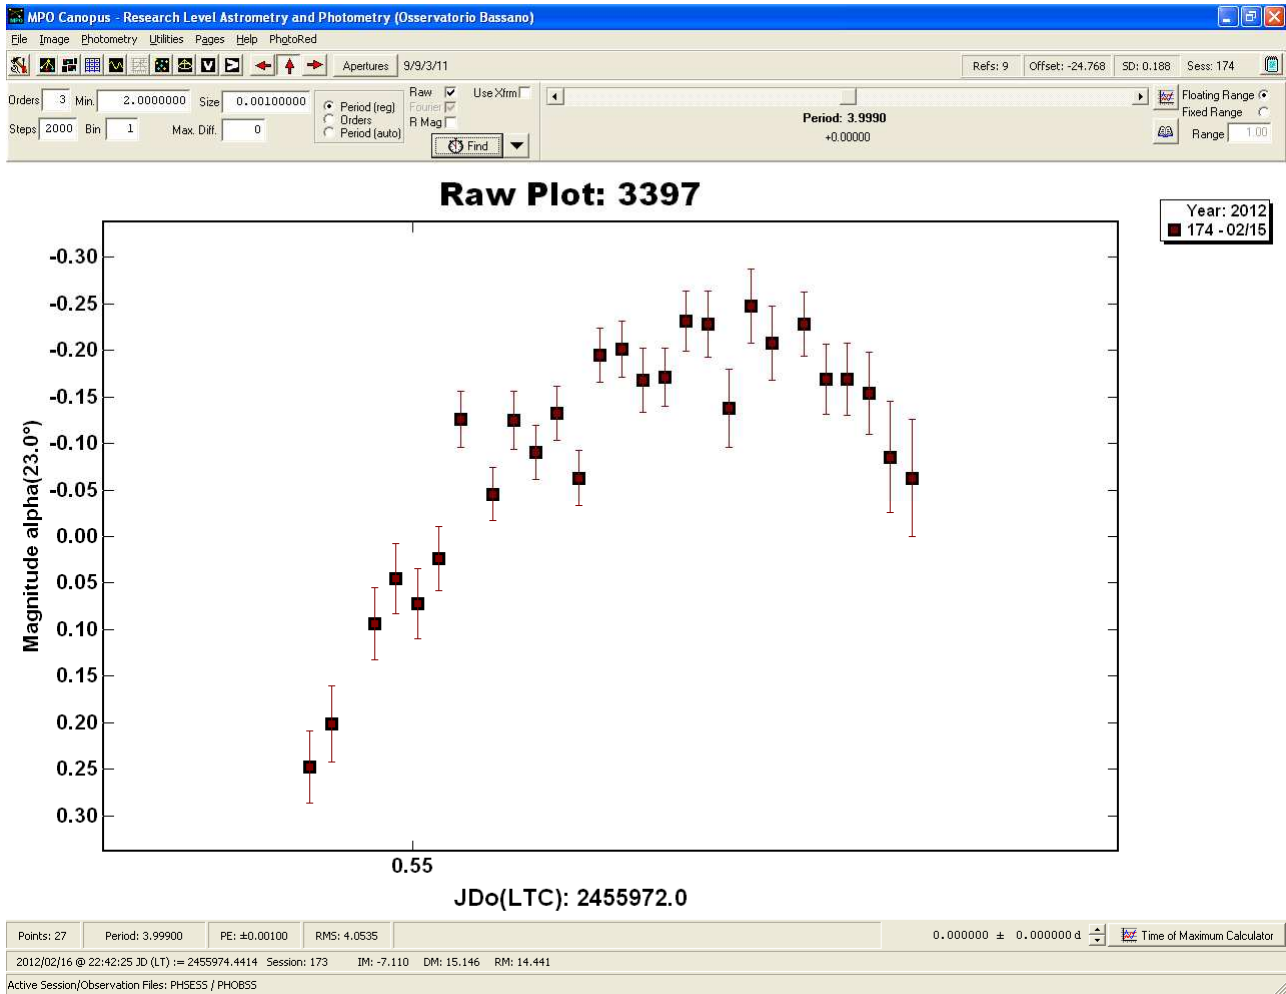 MPO Canopus - Research Level Astrometry and Photometry (Osservatorio Bassano)
File Image Photometry Utilities Pages Help PhotoRed
Apertures 9/9/3/11 Refs: 9 Offset: -24.768 SD: 0.188 Sess: 174
Orders 3 Min. 2.0000000 Size 0.00100000
Steps 2000 Bin 1 Max. Diff. 0
Period (reg)
Orders
Period (auto)
Raw Use Xfrm
Fourier
R Mag
Find
Period: 3.9990
+0.00000
Floating Range
Fixed Range
Range 1.00
Raw Plot: 3397
Year: 2012
174 - 02/15
Magnitude alpha(23.0°)
-0.30
-0.25
-0.20
-0.15
-0.10
-0.05
0.00
0.05
0.10
0.15
0.20
0.25
0.30
0.55
JDo(LTC): 2455972.0
Points: 27 Period: 3.99900 PE: ±0.00100 RMS: 4.0535 0.000000 ± 0.000000 d Time of Maximum Calculator
2012/02/16 @ 22:42:25 JD (LT) := 2455974.4414 Session: 173 IM: -7.110 DM: 15.146 RM: 14.441
Active Session/Observation Files: PHSESS / PHOBSS